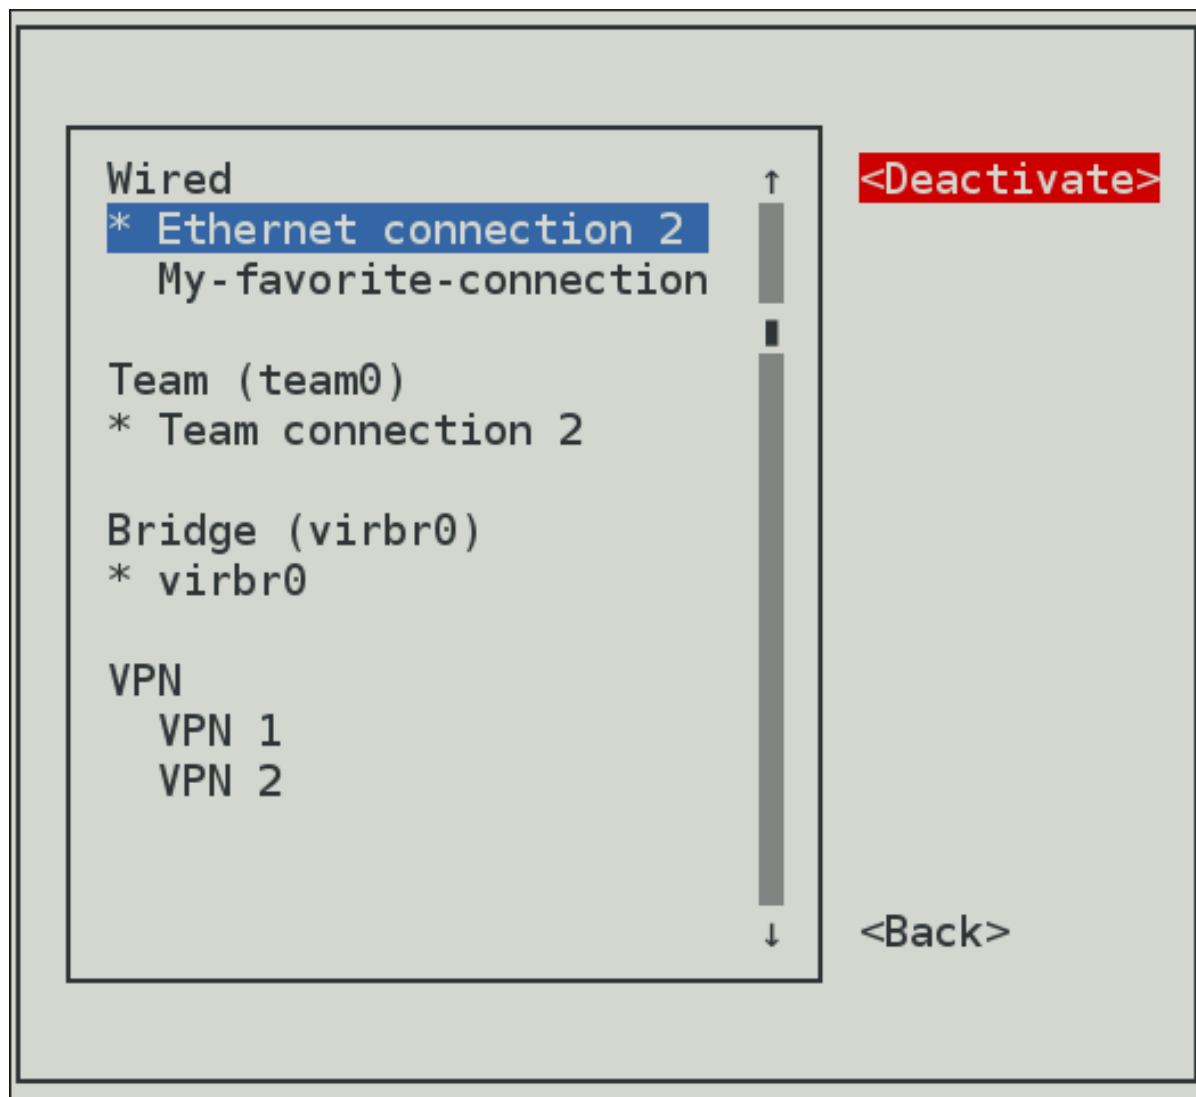 Wired
* Ethernet connection 2
My-favorite-connection
Team (team0)
* Team connection 2
Bridge (virbr0)
* virbr0
VPN
VPN 1
VPN 2
↑
↓
<Deactivate>
<Back>